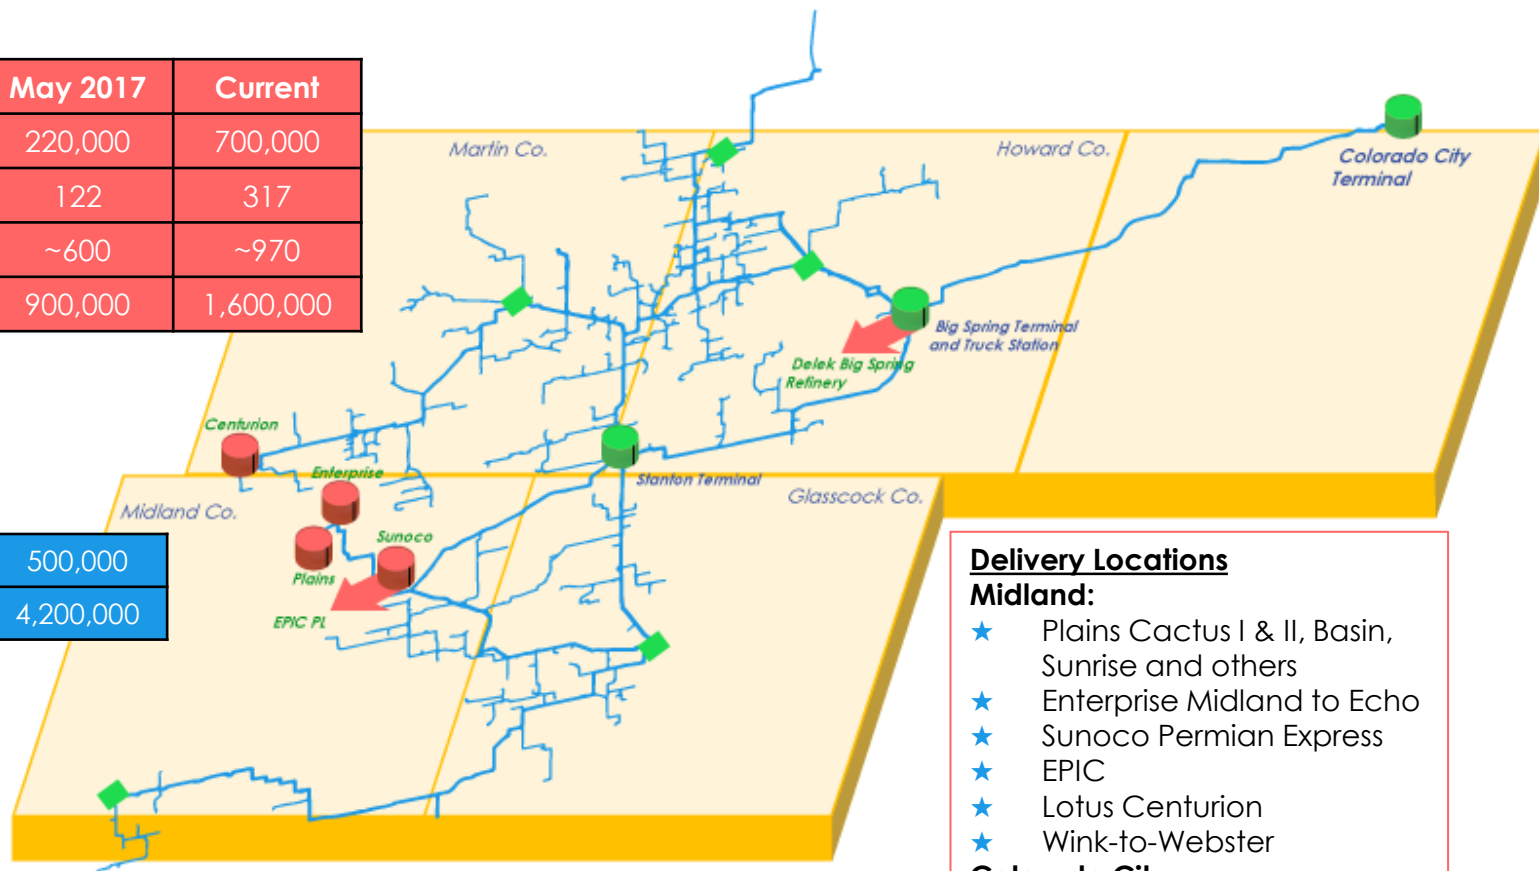 May 2017 Current
220,000 700,000
122 317
~600 ~970
900,000 1,600,000
Martin Co.
Howard Co.
Colorado City
Terminal
Big Spring Terminal
and Truck Station
Delek Big Spring
Refinery
Centurion
Enterprise
Stanton Terminal
Glasscock Co.
Midland Co.
Sunoco
Plains
EPIC PL
500,000
4,200,000
Delivery Locations
Midland:
★ Plains Cactus I & II, Basin,
Sunrise and others
★ Enterprise Midland to Echo
★ Sunoco Permian Express
★ EPIC
★ Lotus Centurion
★ Wink-to-Webster